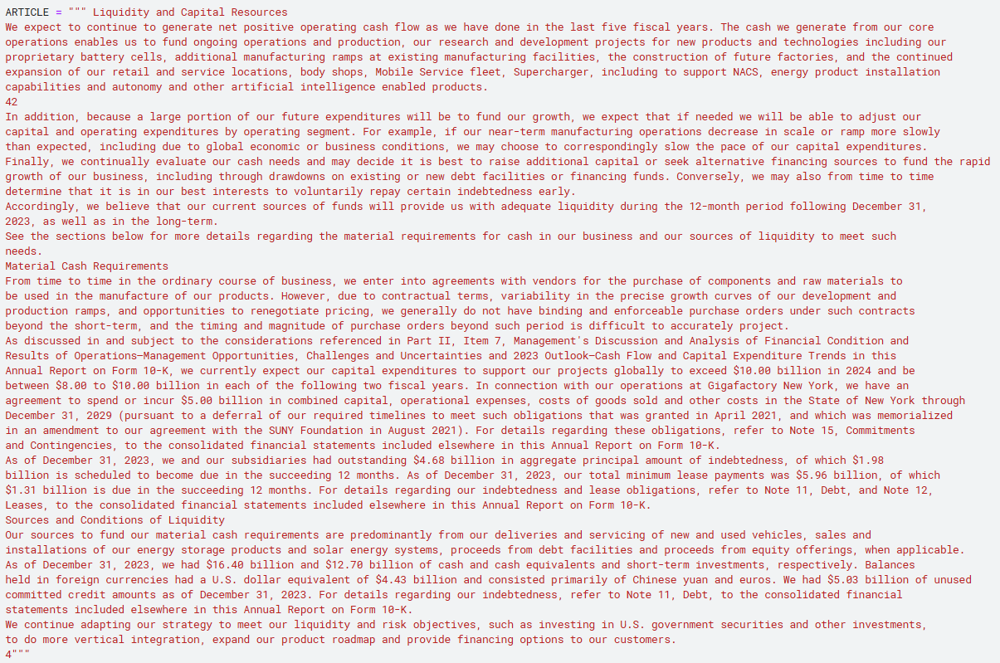 ARTICLE = """ Liquidity and Capital Resources
We expect to continue to generate net positive operating cash flow as we have done in the last five fiscal years. The cash we generate from our core
operations enables us to fund ongoing operations and production, our research and development projects for new products and technologies including our
proprietary battery cells, additional manufacturing ramps at existing manufacturing facilities, the construction of future factories, and the continued
expansion of our retail and service locations, body shops, Mobile Service fleet, Supercharger, including to support NACS, energy product installation
capabilities and autonomy and other artificial intelligence enabled products.
42
In addition, because a large portion of our future expenditures will be to fund our growth, we expect that if needed we will be able to adjust our
capital and operating expenditures by operating segment. For example, if our near-term manufacturing operations decrease in scale or ramp more slowly
than expected, including due to global economic or business conditions, we may choose to correspondingly slow the pace of our capital expenditures.
Finally, we continually evaluate our cash needs and may decide it is best to raise additional capital or seek alternative financing sources to fund the rapid
growth of our business, including through drawdowns on existing or new debt facilities or financing funds. Conversely, we may also from time to time
determine that it is in our best interests to voluntarily repay certain indebtedness early.
Accordingly, we believe that our current sources of funds will provide us with adequate liquidity during the 12-month period following December 31,
2023, as well as in the long-term.
See the sections below for more details regarding the material requirements for cash in our business and our sources of liquidity to meet such
needs.
Material Cash Requirements
From time to time in the ordinary course of business, we enter into agreements with vendors for the purchase of components and raw materials to
be used in the manufacture of our products. However, due to contractual terms, variability in the precise growth curves of our development and
production ramps, and opportunities to renegotiate pricing, we generally do not have binding and enforceable purchase orders under such contracts
beyond the short-term, and the timing and magnitude of purchase orders beyond such period is difficult to accurately project.
As discussed in and subject to the considerations referenced in Part II, Item 7, Management's Discussion and Analysis of Financial Condition and
Results of Operations—Management Opportunities, Challenges and Uncertainties and 2023 Outlook—Cash Flow and Capital Expenditure Trends in this
Annual Report on Form 10-K, we currently expect our capital expenditures to support our projects globally to exceed $10.00 billion in 2024 and be
between $8.00 to $10.00 billion in each of the following two fiscal years. In connection with our operations at Gigafactory New York, we have an
agreement to spend or incur $5.00 billion in combined capital, operational expenses, costs of goods sold and other costs in the State of New York through
December 31, 2029 (pursuant to a deferral of our required timelines to meet such obligations that was granted in April 2021, and which was memorialized
in an amendment to our agreement with the SUNY Foundation in August 2021). For details regarding these obligations, refer to Note 15, Commitments
and Contingencies, to the consolidated financial statements included elsewhere in this Annual Report on Form 10-K.
As of December 31, 2023, we and our subsidiaries had outstanding $4.68 billion in aggregate principal amount of indebtedness, of which $1.98
billion is scheduled to become due in the succeeding 12 months. As of December 31, 2023, our total minimum lease payments was $5.96 billion, of which
$1.31 billion is due in the succeeding 12 months. For details regarding our indebtedness and lease obligations, refer to Note 11, Debt, and Note 12,
Leases, to the consolidated financial statements included elsewhere in this Annual Report on Form 10-K.
Sources and Conditions of Liquidity
Our sources to fund our material cash requirements are predominantly from our deliveries and servicing of new and used vehicles, sales and
installations of our energy storage products and solar energy systems, proceeds from debt facilities and proceeds from equity offerings, when applicable.
As of December 31, 2023, we had $16.40 billion and $12.70 billion of cash and cash equivalents and short-term investments, respectively. Balances
held in foreign currencies had a U.S. dollar equivalent of $4.43 billion and consisted primarily of Chinese yuan and euros. We had $5.03 billion of unused
committed credit amounts as of December 31, 2023. For details regarding our indebtedness, refer to Note 11, Debt, to the consolidated financial
statements included elsewhere in this Annual Report on Form 10-K.
We continue adapting our strategy to meet our liquidity and risk objectives, such as investing in U.S. government securities and other investments,
to do more vertical integration, expand our product roadmap and provide financing options to our customers.
4"""